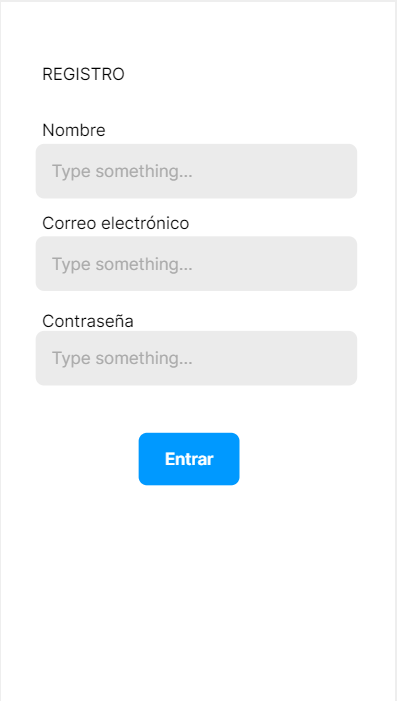 REGISTRO
Nombre
Type something...
Correo electrónico
Type something...
Contraseña
Type something...
Entrar